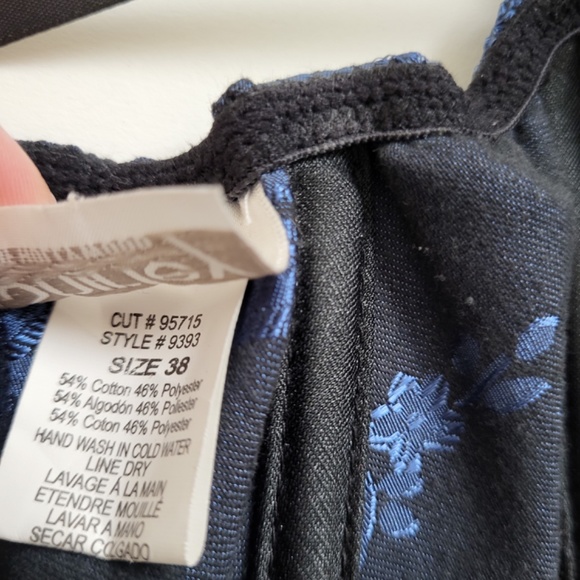 CUT # 95715
STYLE # 9393
SIZE 38
54% Cotton 46% Polyester
54% Algodón 46% Poliester
54% Coton 46% Polyester
HAND WASH IN COLD WATER
LINE DRY
LAVAGE À LA MAIN
ETENDRE MOUILLÉ
LAVAR A MANO
SECAR COLGADO